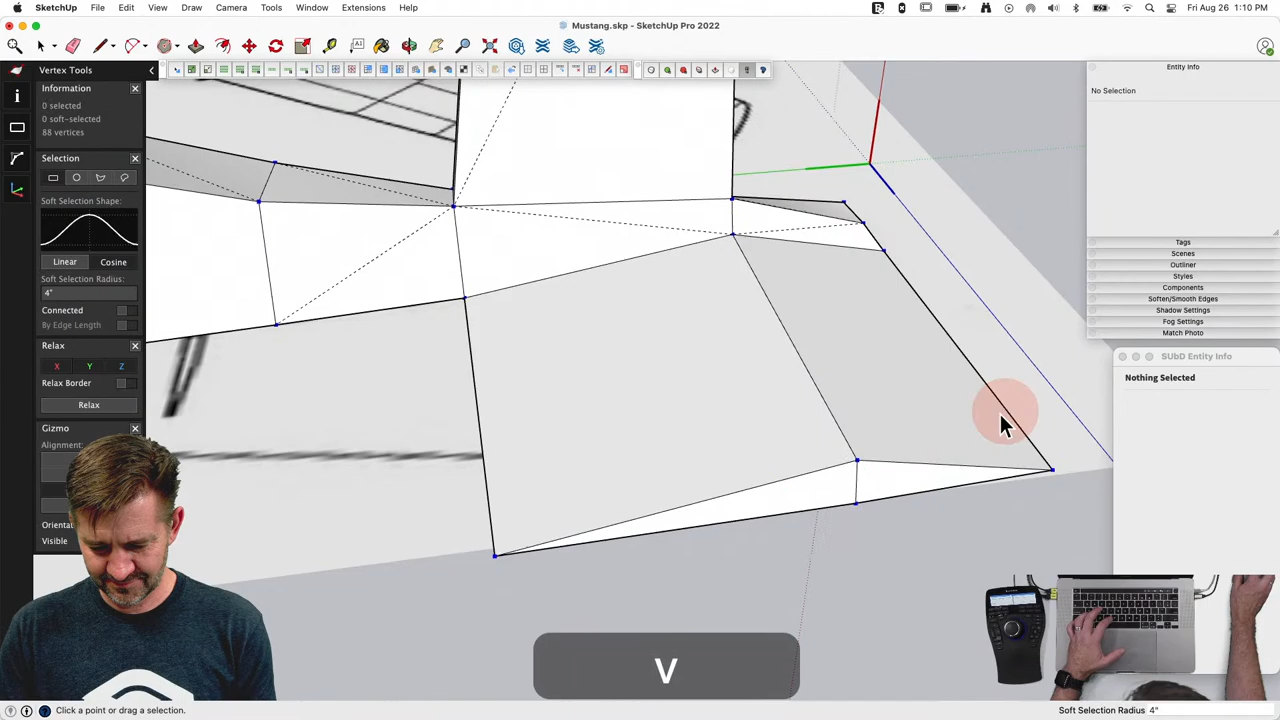 SketchUp File Edit View Draw Camera Tools Window Extensions Help Fri Aug 26 1:10 PM
Mustang.skp - SketchUp Pro 2022
Vertex Tools
Information
0 selected
0 soft-selected
88 vertices
Selection
Soft Selection Shape:
Linear Cosine
Soft Selection Radius:
4"
Connected
By Edge Length
Relax
X Y Z
Relax Border
Relax
Gizmo
Alignment:
Visible
Entity Info
No Selection
Tags
Scenes
Outliner
Styles
Components
Soften/Smooth Edges
Shadow Settings
Fog Settings
Match Photo
SUbD Entity Info
Nothing Selected
V
Click a point or drag a selection.
Soft Selection Radius 4"